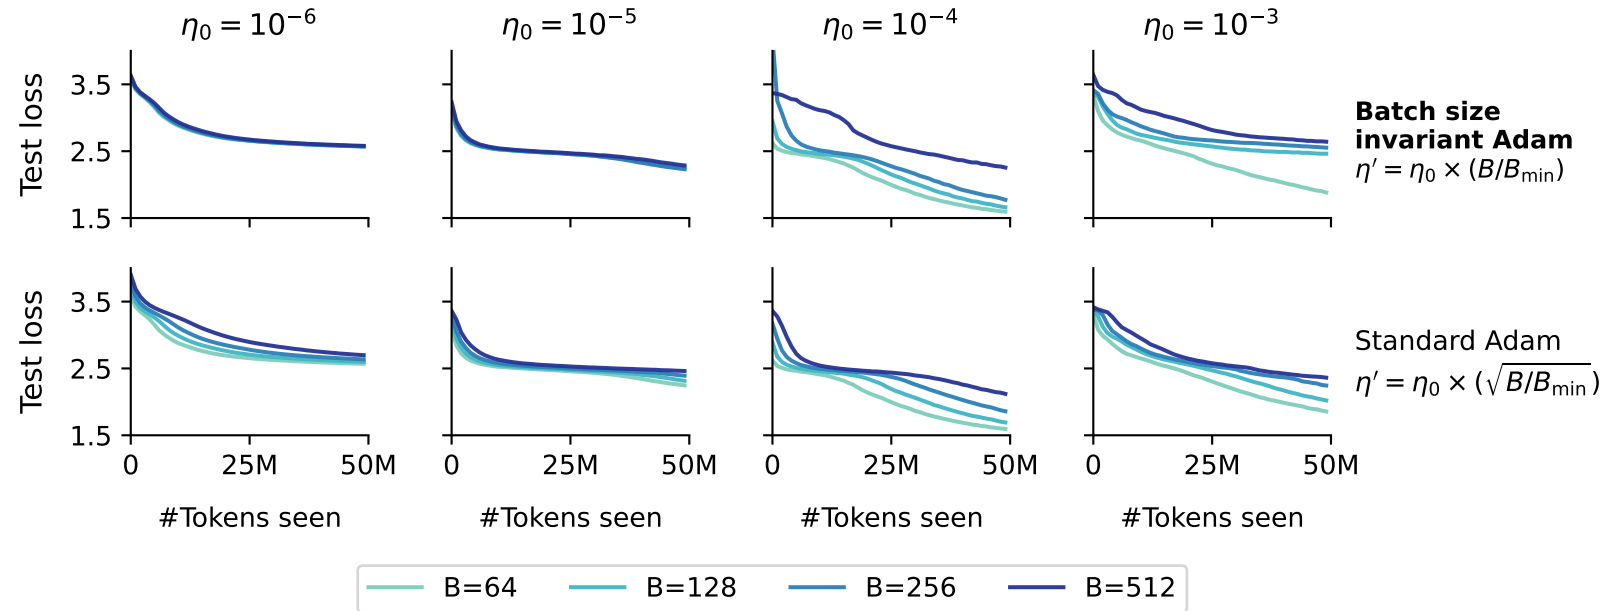 η₀ = 10⁻⁶
η₀ = 10⁻⁵
η₀ = 10⁻⁴
η₀ = 10⁻³
Test loss
3.5
2.5
1.5
Batch size
invariant Adam
η′ = η₀ × (B/Bₘᵢₙ)
Test loss
3.5
2.5
1.5
Standard Adam
η′ = η₀ × (√B/Bₘᵢₙ)
0 25M 50M
0 25M 50M
0 25M 50M
0 25M 50M
#Tokens seen
#Tokens seen
#Tokens seen
#Tokens seen
B=64 B=128 B=256 B=512